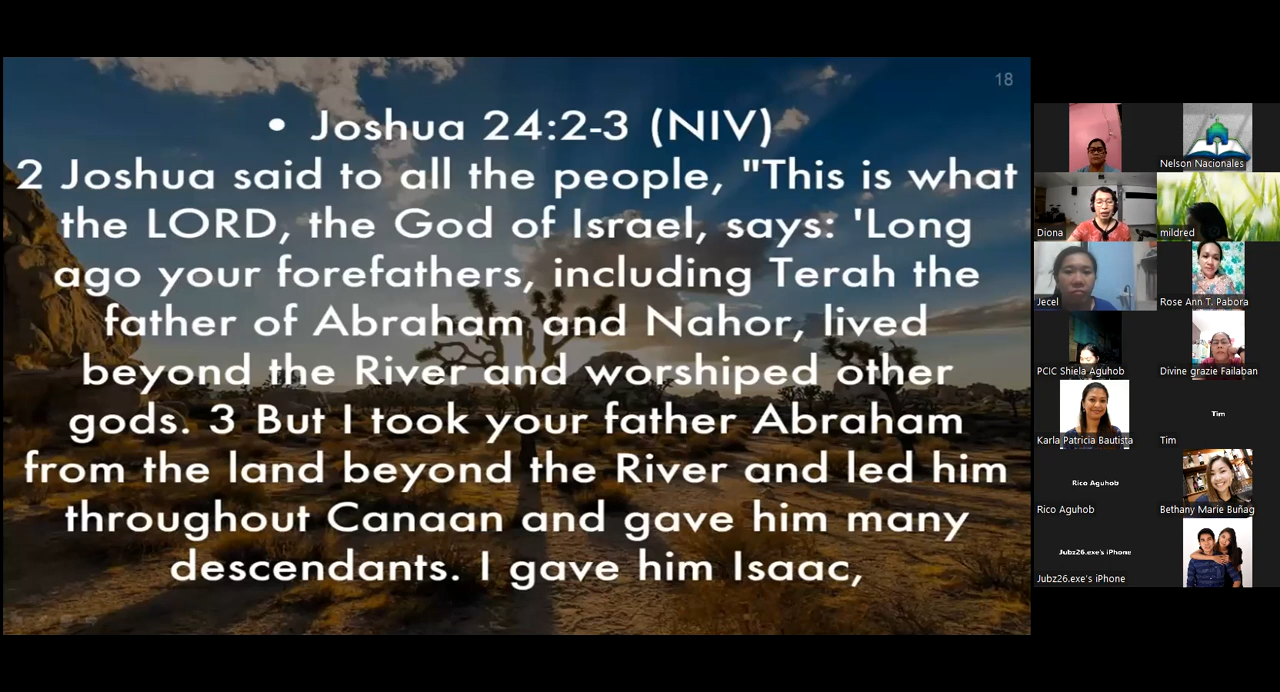 18
• Joshua 24:2-3 (NIV)
2 Joshua said to all the people, "This is what
the LORD, the God of Israel, says: 'Long
ago your forefathers, including Terah the
father of Abraham and Nahor, lived
beyond the River and worshiped other
gods. 3 But I took your father Abraham
from the land beyond the River and led him
throughout Canaan and gave him many
descendants. I gave him Isaac,
Nelson Nacionales
Diona
mildred
Jecel
Rose Ann T. Pabora
PCIC Shiela Aguhob
Divine grazie Failaban
Karla Patricia Bautista
Tim
Tim
Rico Aguhob
Rico Aguhob
Bethany Marie Buñag
Jubz26.exe's iPhone
Jubz26.exe's iPhone